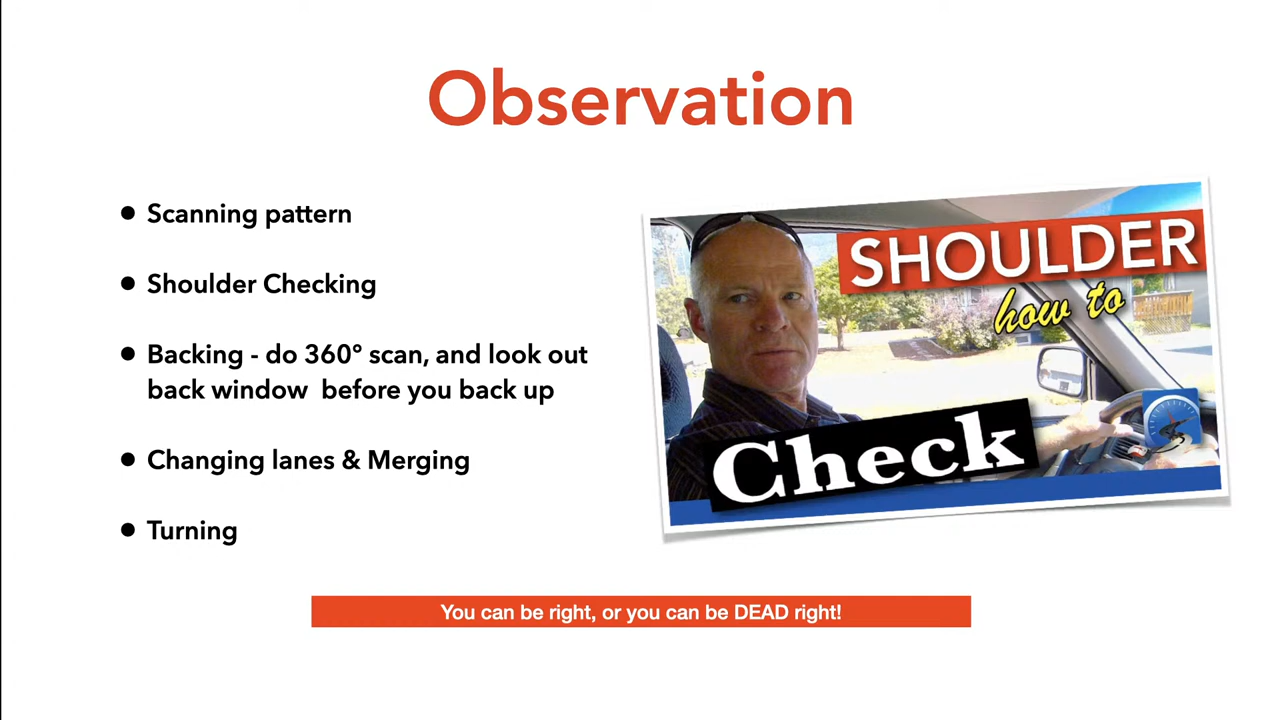 Observation
• Scanning pattern
• Shoulder Checking
• Backing - do 360° scan, and look out
back window before you back up
• Changing lanes & Merging
• Turning
SHOULDER
how to
Check
You can be right, or you can be DEAD right!